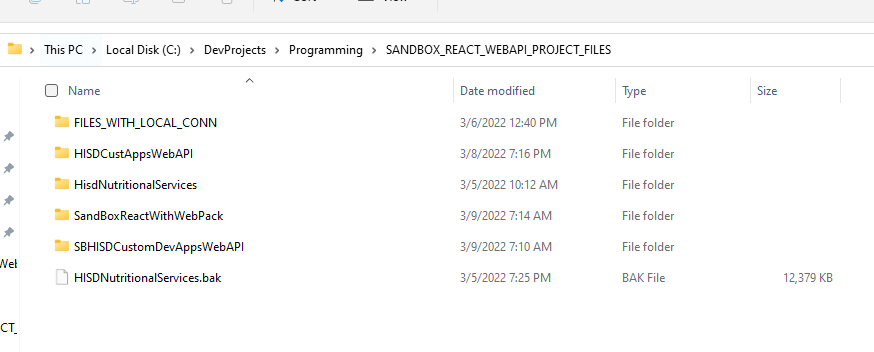 This PC > Local Disk (C:) > DevProjects > Programming > SANDBOX_REACT_WEBAPI_PROJECT_FILES
Name Date modified Type Size
FILES_WITH_LOCAL_CONN 3/6/2022 12:40 PM File folder
HISDCustAppsWebAPI 3/8/2022 7:16 PM File folder
HisdNutritionalServices 3/5/2022 10:12 AM File folder
SandBoxReactWithWebPack 3/9/2022 7:14 AM File folder
SBHISDCustomDevAppsWebAPI 3/9/2022 7:10 AM File folder
HISDNutritionalServices.bak 3/5/2022 7:25 PM BAK File 12,379 KB
Web
CT_